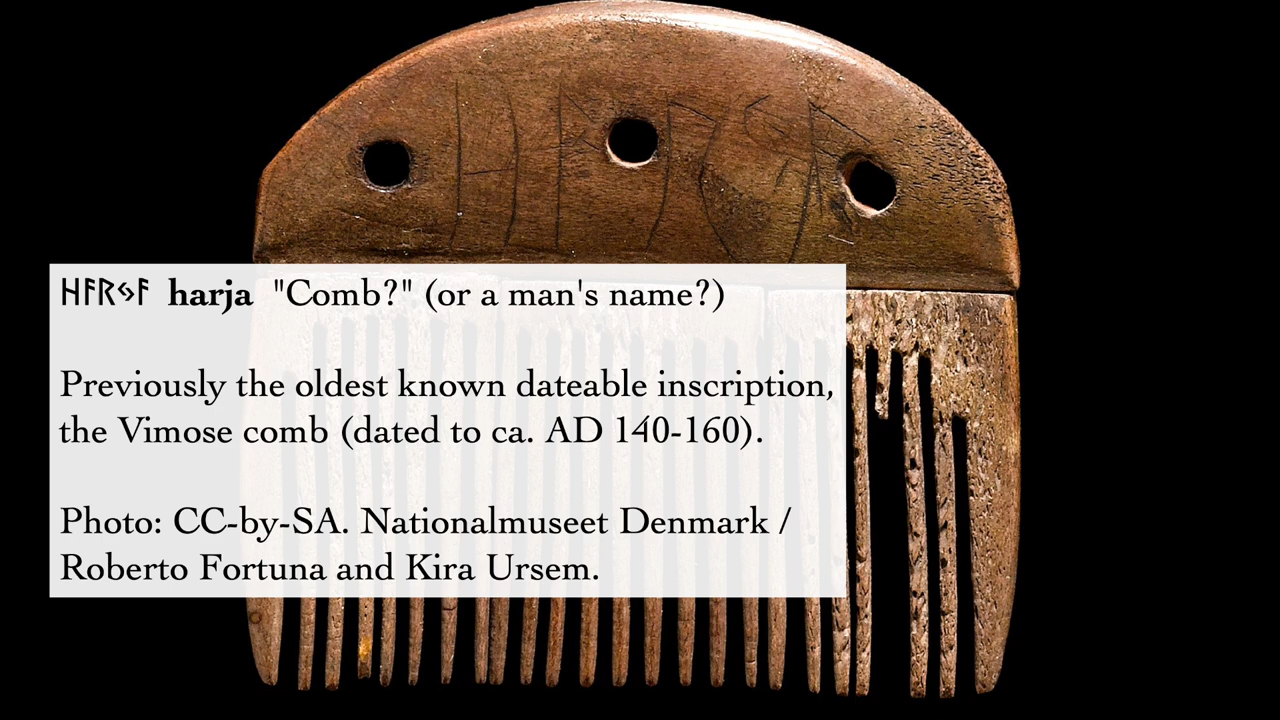 ᚺᚨᚱᛃᚨ
ᚺᚨᚱᛃᚨ harja "Comb?" (or a man's name?)
Previously the oldest known dateable inscription,
the Vimose comb (dated to ca. AD 140-160).
Photo: CC-by-SA. Nationalmuseet Denmark /
Roberto Fortuna and Kira Ursem.